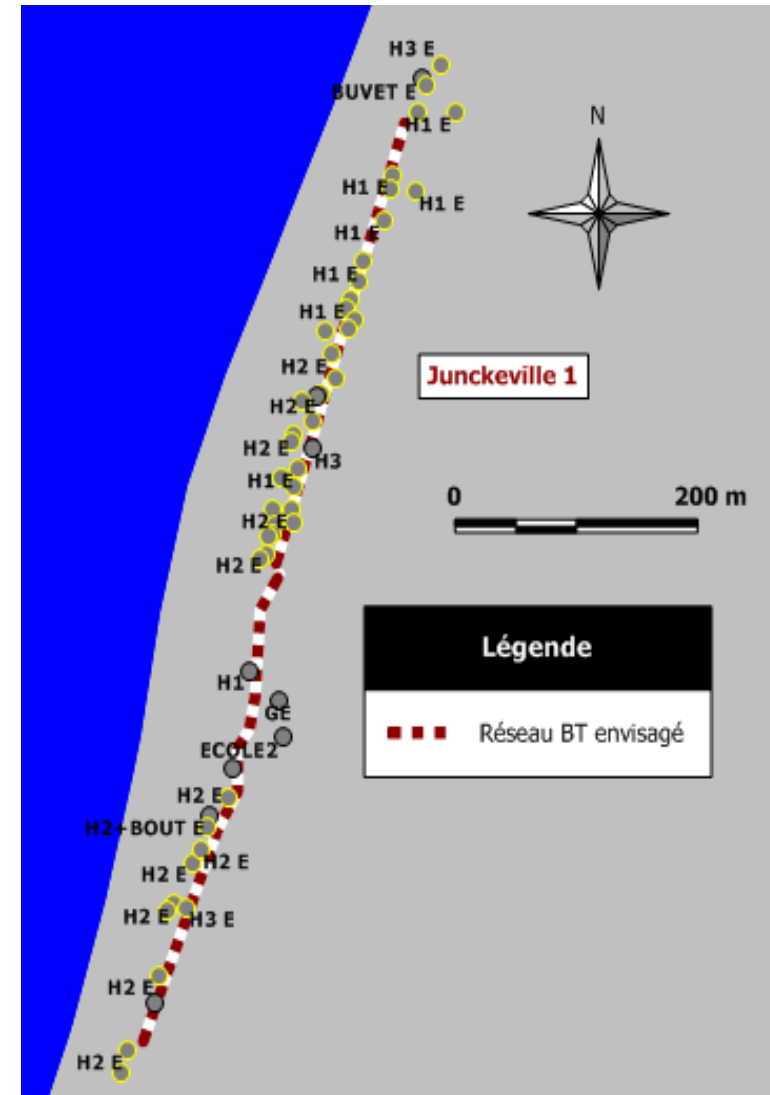 H3 E
BUVET E
H1 E
N
H1 E
H1 E
H1 E
H1 E
H1 E
H2 E
Junckeville 1
H2 E
H2 E
H3
H1 E
0 200 m
H2 E
H2 E
Légende
H1
GE
Réseau BT envisagé
ECOLE2
H2 E
H2+BOUT E
H2 E
H2 E
H2 E
H3 E
H2 E
H2 E